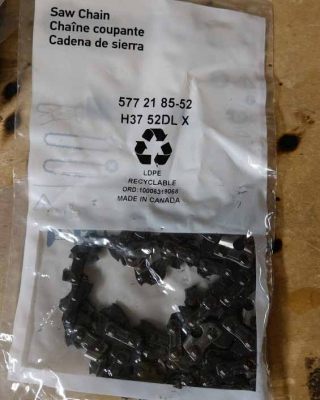 Saw Chain
Chaîne coupante
Cadena de sierra
577 21 85-52
H37 52DL X
LDPE
RECYCLABLE
ORD:10006319068
MADE IN CANADA